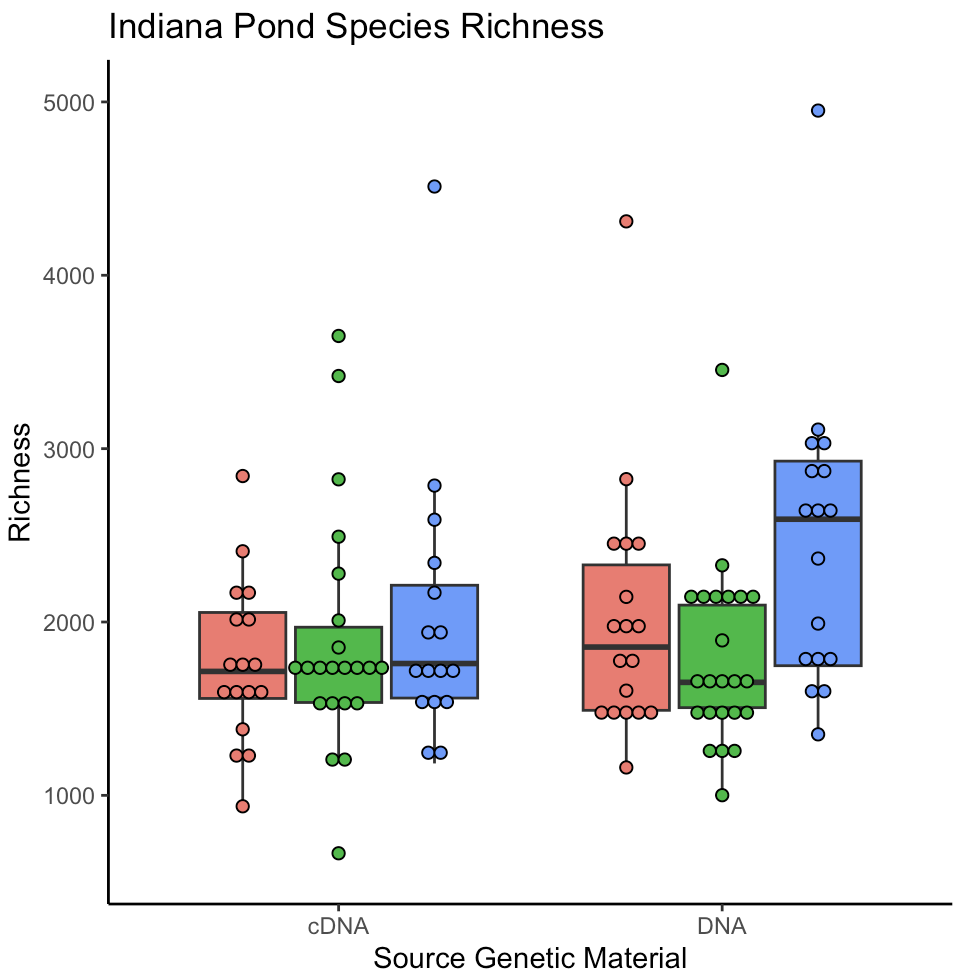 Indiana Pond Species Richness
5000
4000
3000
2000
1000
Richness
cDNA
DNA
Source Genetic Material